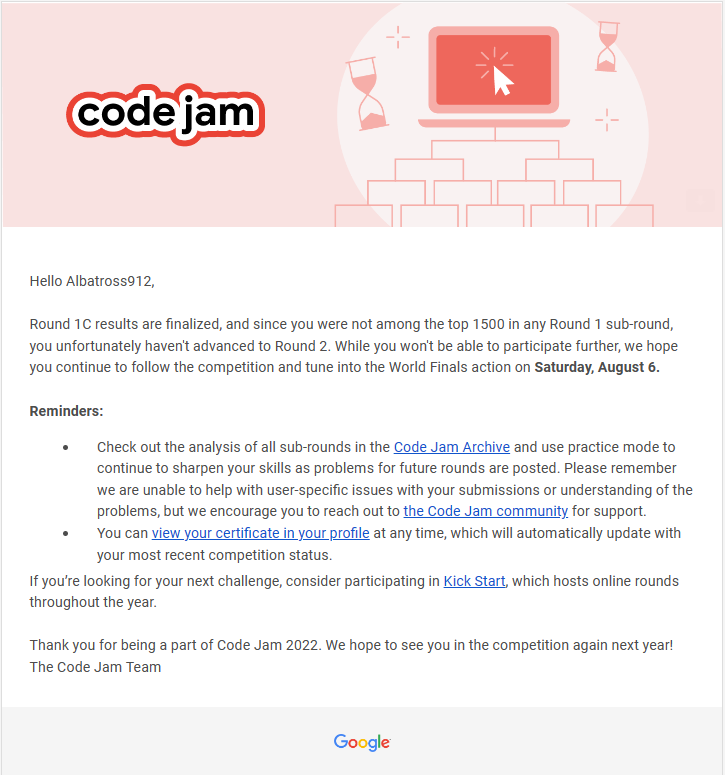 code jam
Hello Albatross912,
Round 1C results are finalized, and since you were not among the top 1500 in any Round 1 sub-round,
you unfortunately haven't advanced to Round 2. While you won't be able to participate further, we hope
you continue to follow the competition and tune into the World Finals action on Saturday, August 6.
Reminders:
• Check out the analysis of all sub-rounds in the Code Jam Archive and use practice mode to
continue to sharpen your skills as problems for future rounds are posted. Please remember
we are unable to help with user-specific issues with your submissions or understanding of the
problems, but we encourage you to reach out to the Code Jam community for support.
• You can view your certificate in your profile at any time, which will automatically update with
your most recent competition status.
If you’re looking for your next challenge, consider participating in Kick Start, which hosts online rounds
throughout the year.
Thank you for being a part of Code Jam 2022. We hope to see you in the competition again next year!
The Code Jam Team
Google